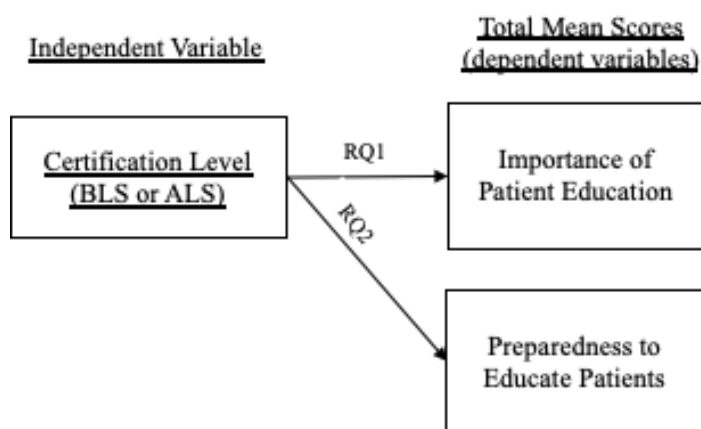 Independent Variable
Total Mean Scores
(dependent variables)
Certification Level
(BLS or ALS)
RQ1
RQ2
Importance of
Patient Education
Preparedness to
Educate Patients